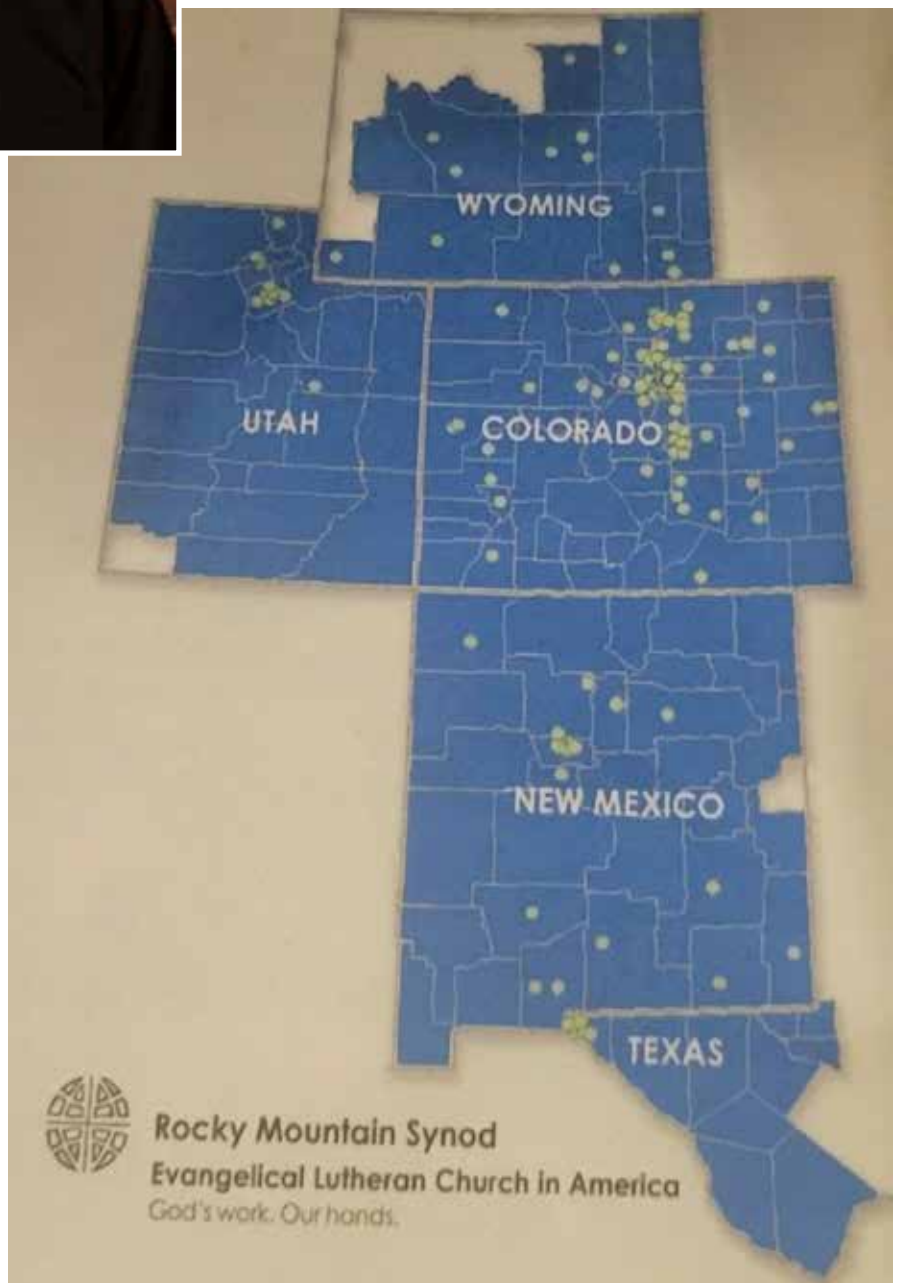 WYOMING
UTAH
COLORADO
NEW MEXICO
TEXAS
Rocky Mountain Synod
Evangelical Lutheran Church in America
God's work. Our hands.